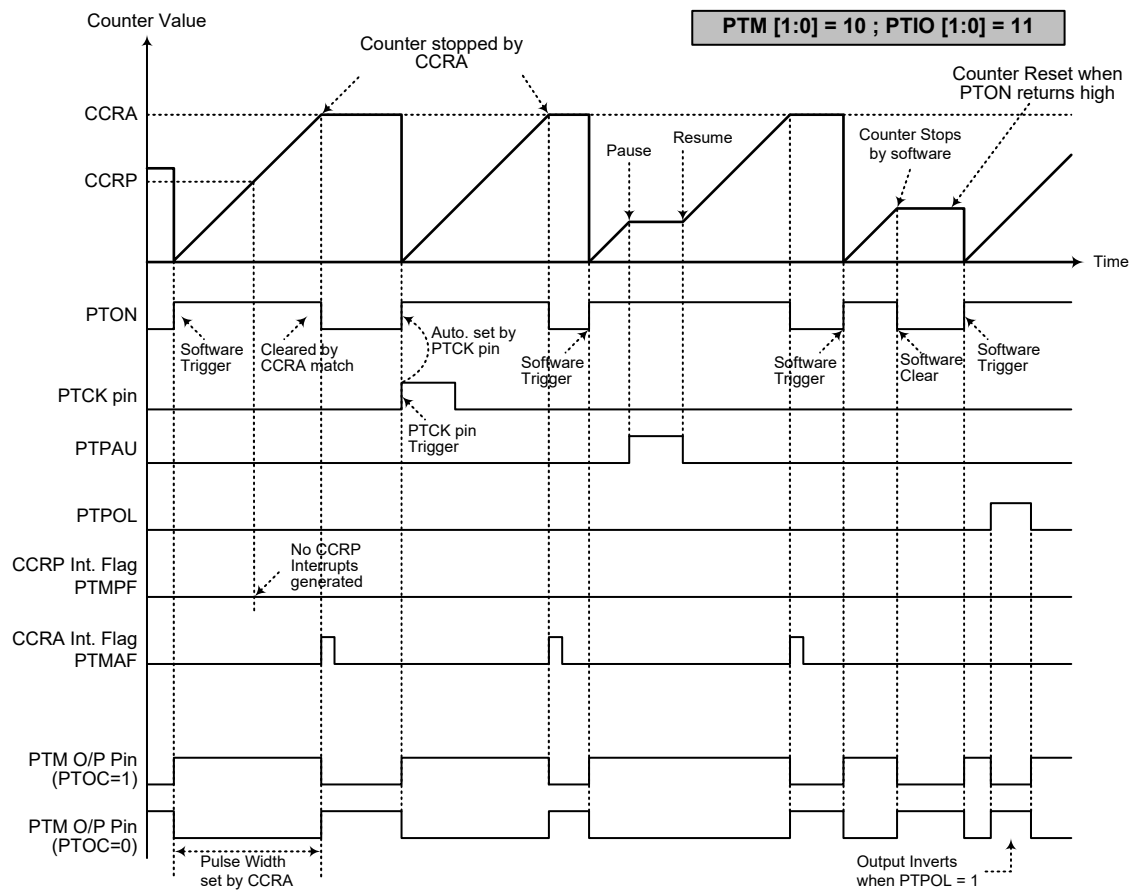 Counter Value
PTM [1:0] = 10 ; PTIO [1:0] = 11
Counter stopped by
CCRA
Counter Reset when
PTON returns high
CCRA
Pause
Resume
Counter Stops
by software
CCRP
Time
PTON
Software
Trigger
Cleared by
CCRA match
Auto. set by
PTCK pin
Software
Trigger
Software
Trigger
Software
Clear
Software
Trigger
PTCK pin
PTCK pin
Trigger
PTPAU
PTPOL
No CCRP
Interrupts
generated
CCRP Int. Flag
PTMPF
CCRA Int. Flag
PTMAF
PTM O/P Pin
(PTOC=1)
PTM O/P Pin
(PTOC=0)
Pulse Width
set by CCRA
Output Inverts
when PTPOL = 1